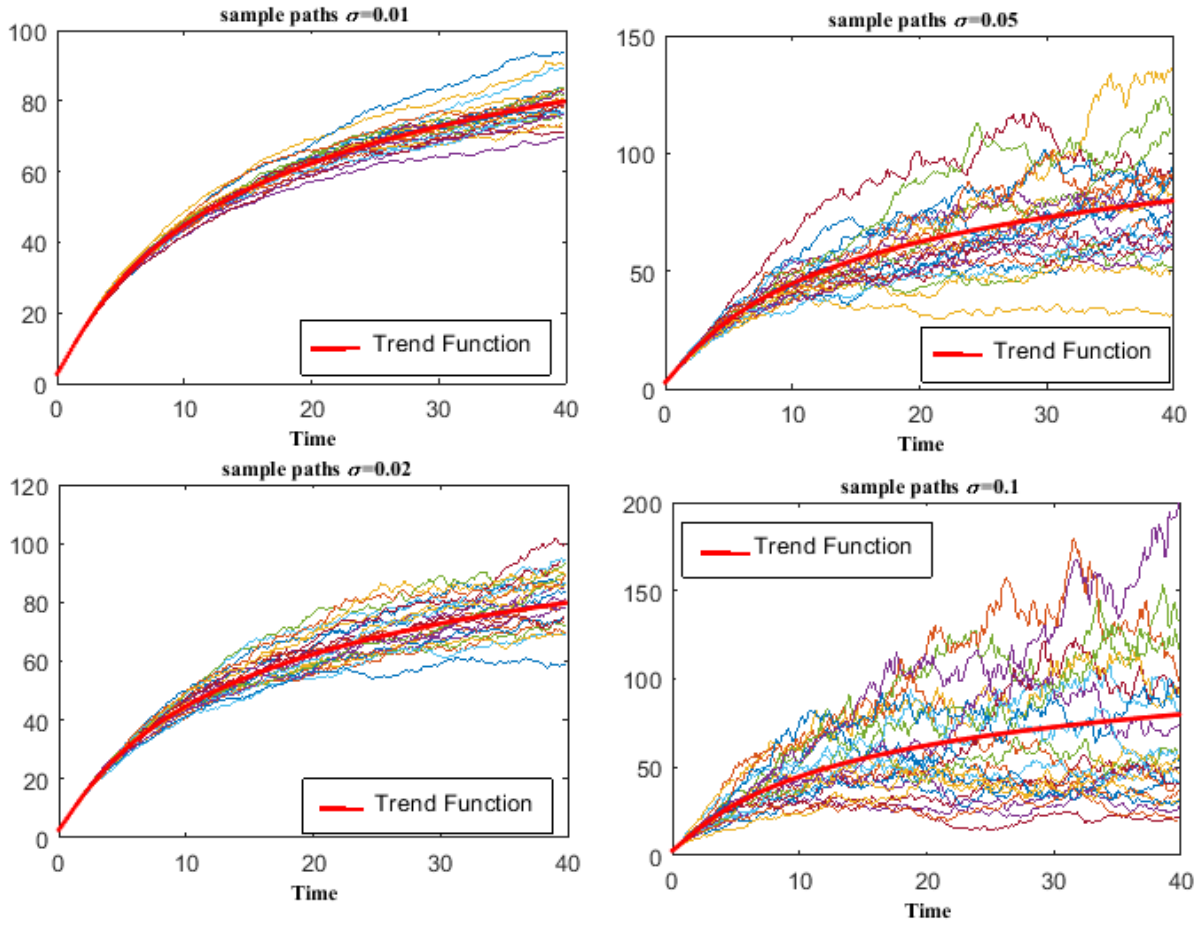 sample paths σ=0.01
100
80
60
40
20
0
Trend Function
0 10 20 30 40
Time
sample paths σ=0.05
150
100
50
0
Trend Function
0 10 20 30 40
Time
sample paths σ=0.02
120
100
80
60
40
20
0
Trend Function
0 10 20 30 40
Time
sample paths σ=0.1
200
Trend Function
150
100
50
0
0 10 20 30 40
Time